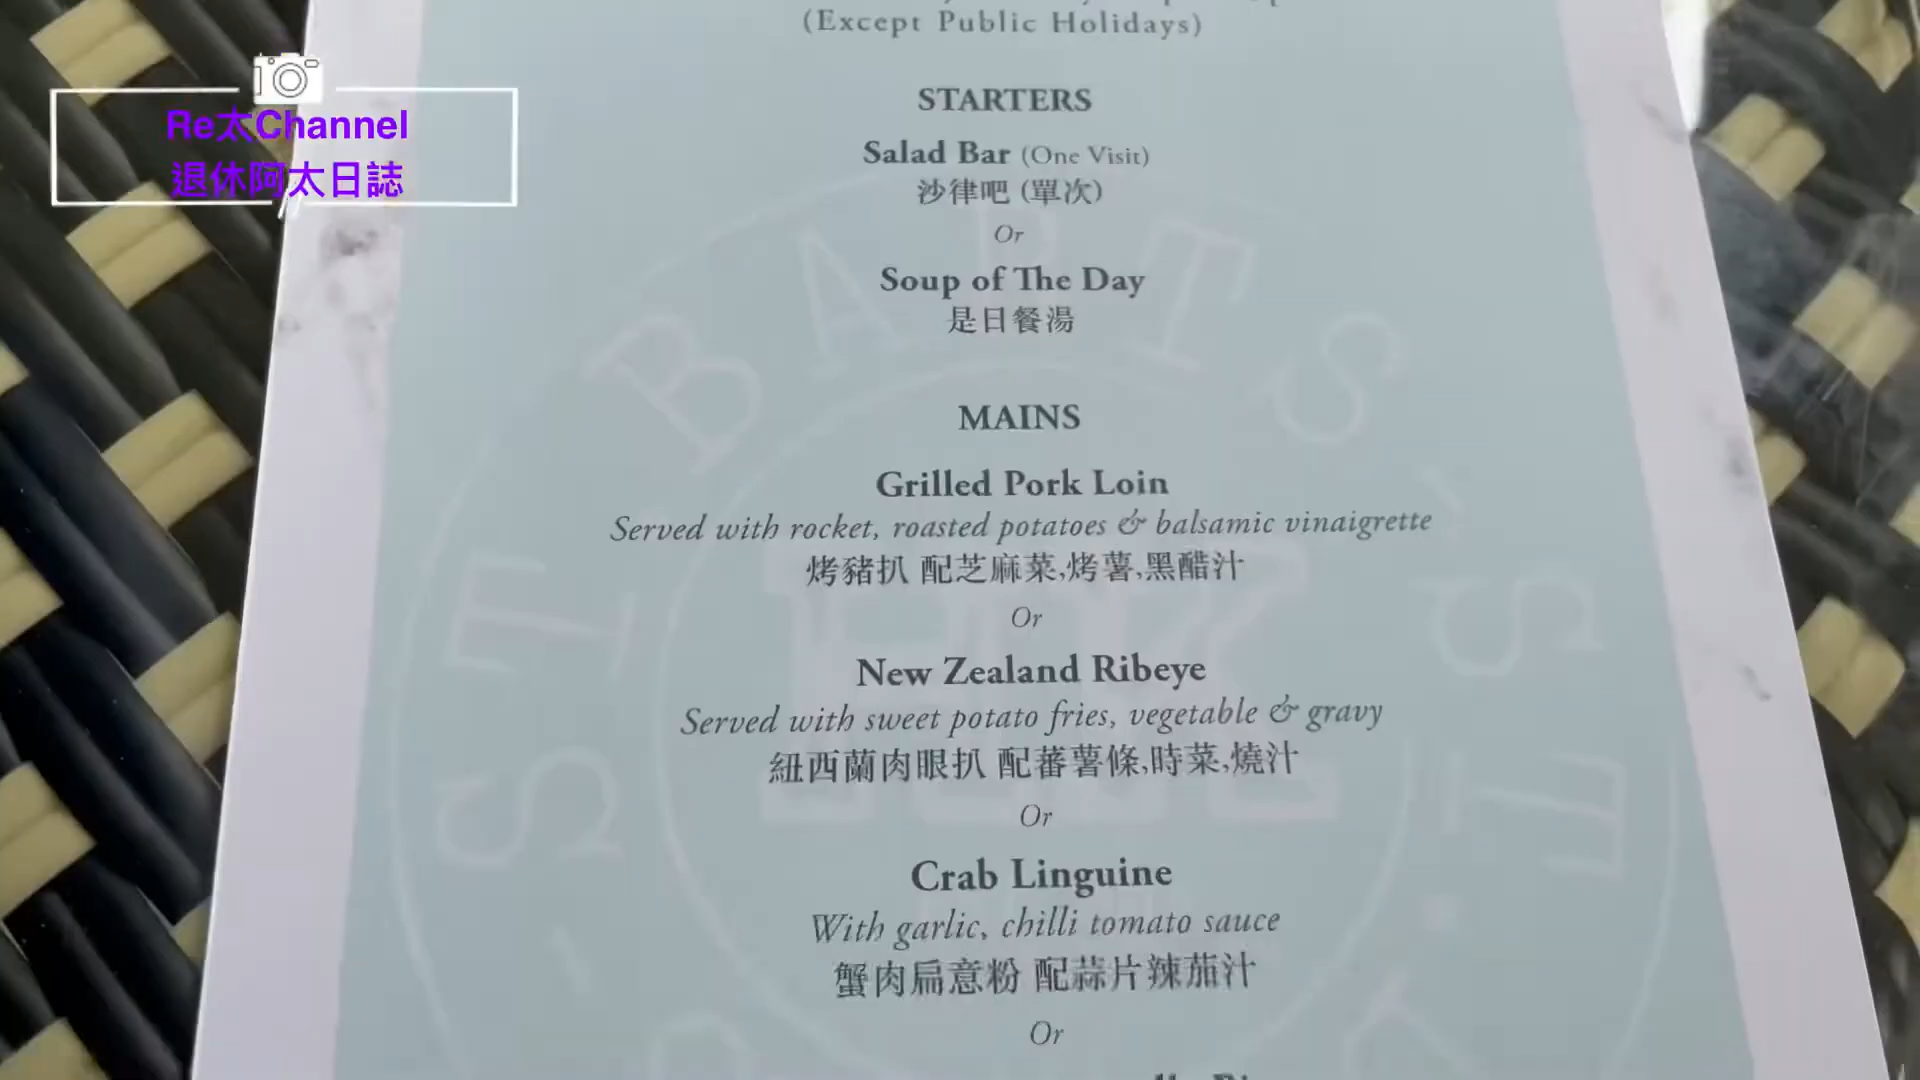 (Except Public Holidays)
Re太Channel
退休阿太日誌
STARTERS
Salad Bar (One Visit)
沙律吧 (單次)
Or
Soup of The Day
是日餐湯
MAINS
Grilled Pork Loin
Served with rocket, roasted potatoes & balsamic vinaigrette
烤豬扒 配芝麻菜,烤薯,黑醋汁
Or
New Zealand Ribeye
Served with sweet potato fries, vegetable & gravy
紐西蘭肉眼扒 配蕃薯條,時菜,燒汁
Or
Crab Linguine
With garlic, chilli tomato sauce
蟹肉扁意粉 配蒜片辣茄汁
Or
ST BARTS
HK